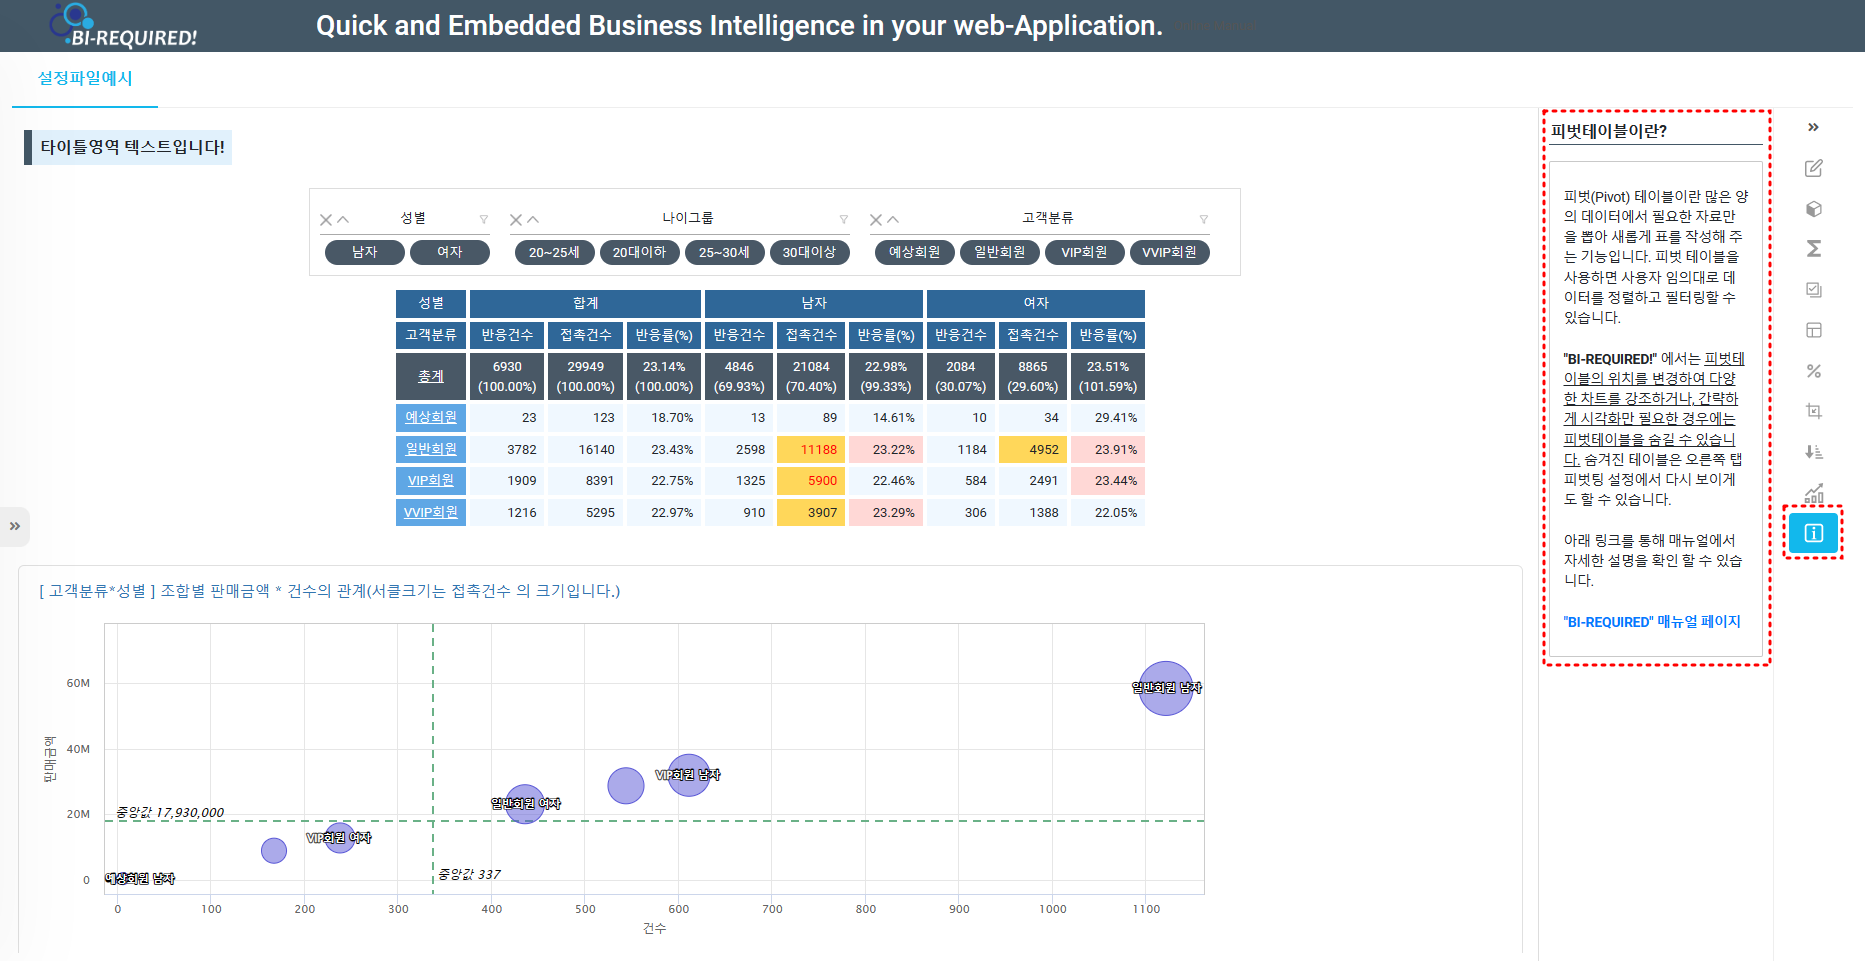 BI-REQUIRED!
Quick and Embedded Business Intelligence in your web-Application.
설정파일예시
타이틀영역 텍스트입니다!
성별 나이그룹 고객분류
남자 여자 20~25세 20대이하 25~30세 30대이상 예상회원 일반회원 VIP회원 VVIP회원
성별 합계 남자 여자
고객분류 반응건수 접촉건수 반응률(%) 반응건수 접촉건수 반응률(%) 반응건수 접촉건수 반응률(%)
총계 6930 29949 23.14% 4846 21084 22.98% 2084 8865 23.51%
(100.00%) (100.00%) (100.00%) (69.93%) (70.40%) (99.33%) (30.07%) (29.60%) (101.59%)
예상회원 23 123 18.70% 13 89 14.61% 10 34 29.41%
일반회원 3782 16140 23.43% 2598 11188 23.22% 1184 4952 23.91%
VIP회원 1909 8391 22.75% 1325 5900 22.46% 584 2491 23.44%
VVIP회원 1216 5295 22.97% 910 3907 23.29% 306 1388 22.05%
[ 고객분류*성별 ] 조합별 판매금액 * 건수의 관계(서클크기는 접촉건수 의 크기입니다.)
판매금액
60M
40M
20M
0
일반회원 남자
VIP회원 남자
일반회원 여자
중앙값 17,930,000
VIP회원 여자
중앙값 337
예상회원 남자
0 100 200 300 400 500 600 700 800 900 1000 1100
건수
피벗테이블이란?
피벗(Pivot) 테이블이란 많은 양
의 데이터에서 필요한 자료만
을 뽑아 새롭게 표를 작성해 주
는 기능입니다. 피벗 테이블을
사용하면 사용자 임의대로 데
이터를 정렬하고 필터링할 수
있습니다.
"BI-REQUIRED!" 에서는 피벗테
이블의 위치를 변경하여 다양
한 차트를 강조하거나, 간략하
게 시각화만 필요한 경우에는
피벗테이블을 숨길 수 있습니
다. 숨겨진 테이블은 오른쪽 탭
피벗팅 설정에서 다시 보이게
도 할 수 있습니다.
아래 링크를 통해 매뉴얼에서
자세한 설명을 확인 할 수 있습
니다.
"BI-REQUIRED" 매뉴얼 페이지